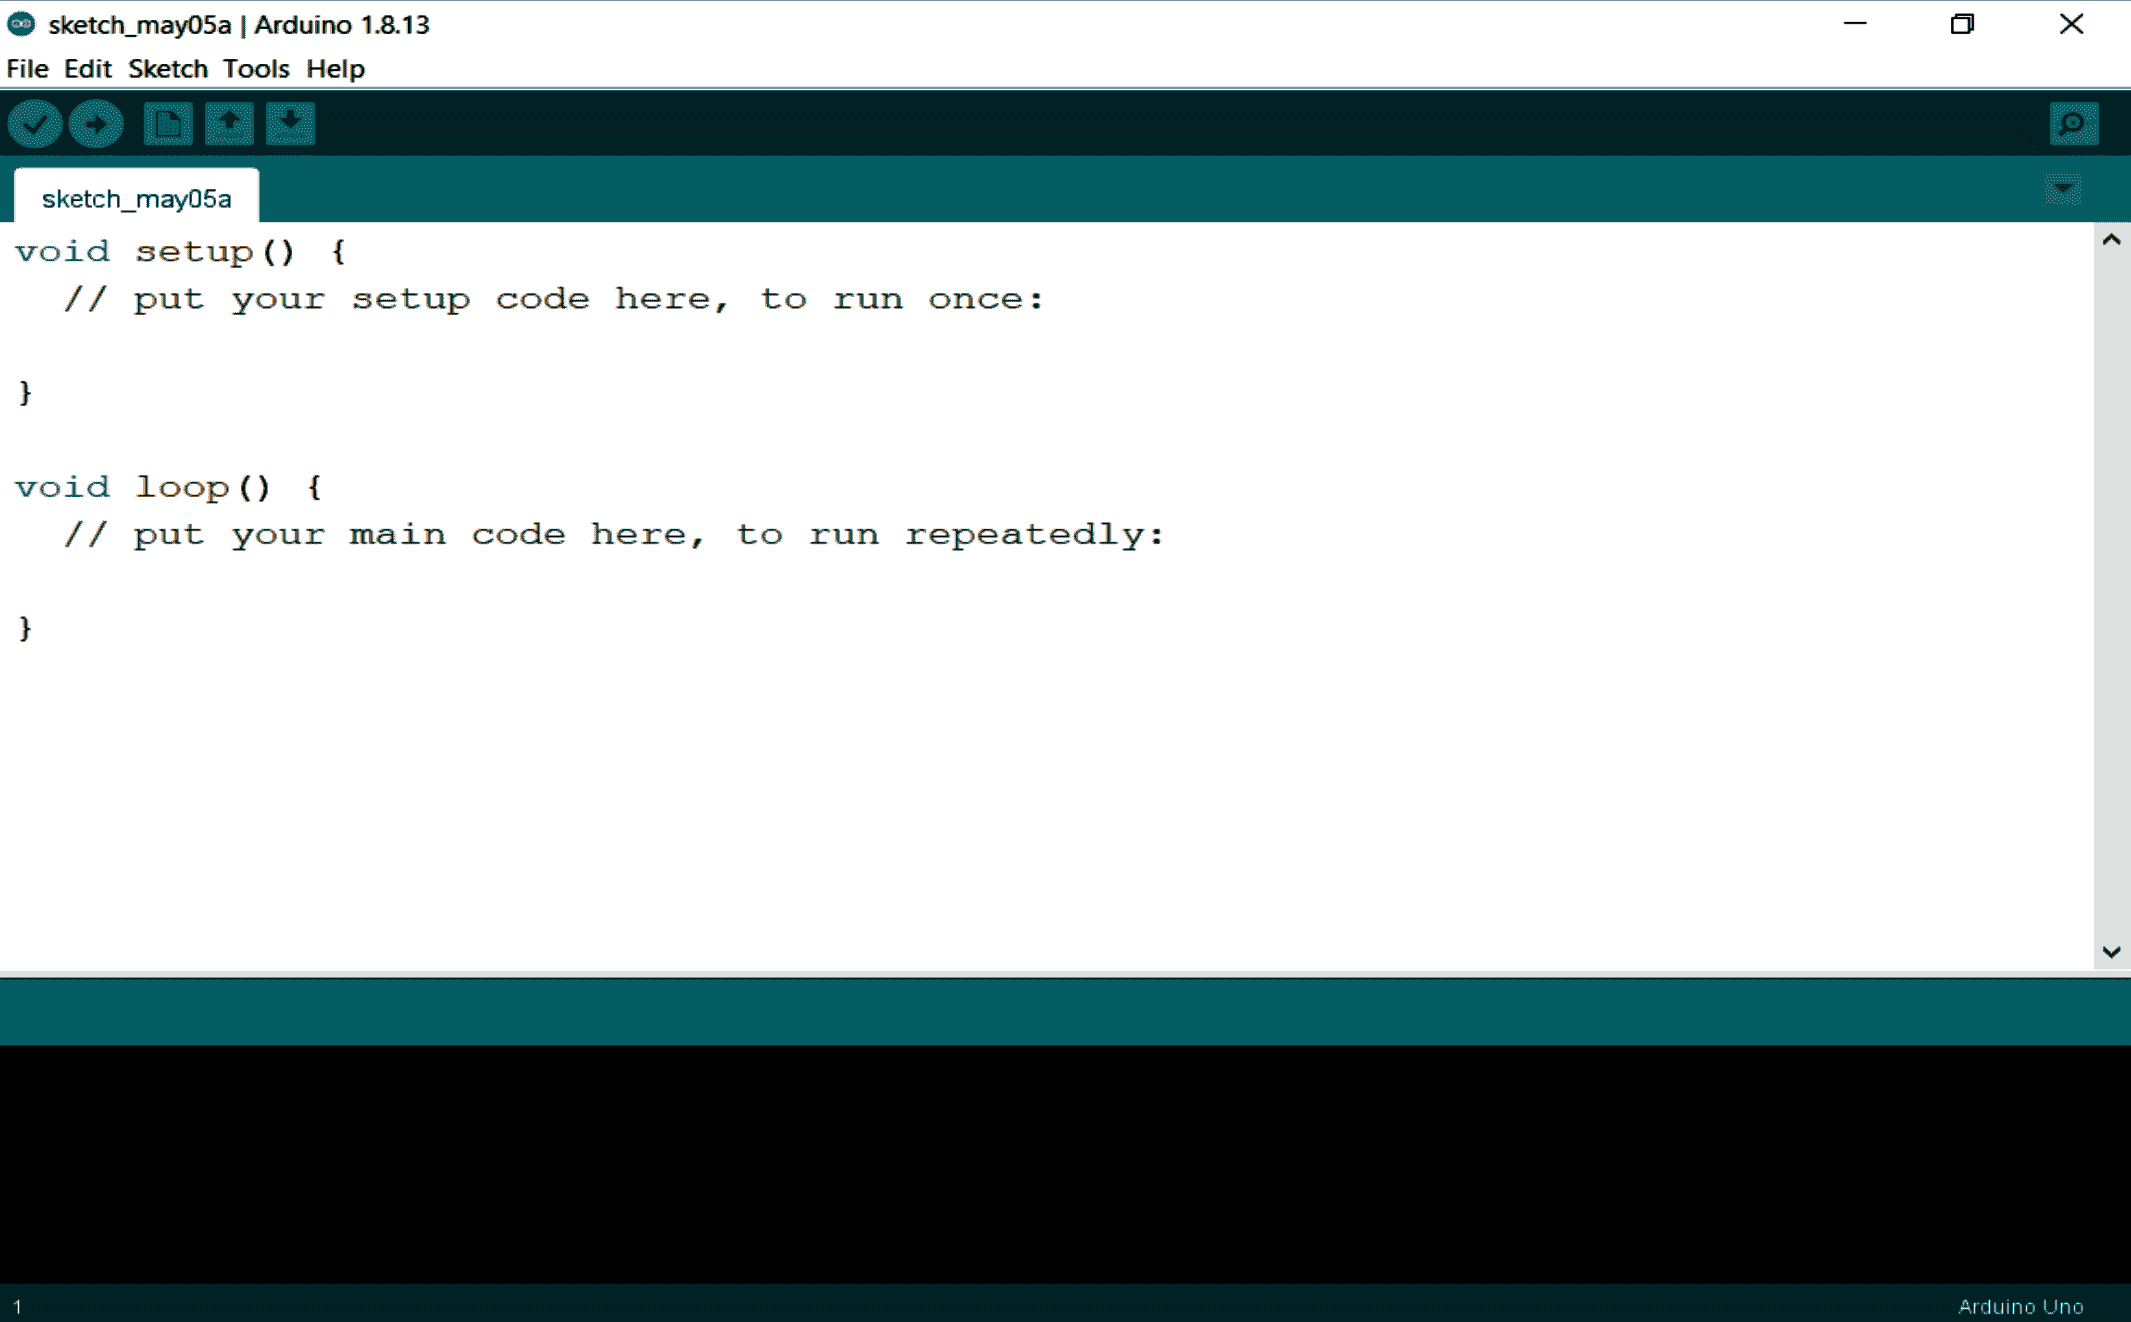 sketch_may05a | Arduino 1.8.13
File Edit Sketch Tools Help
sketch_may05a
void setup() {
  // put your setup code here, to run once:

}

void loop() {
  // put your main code here, to run repeatedly:

}
1
Arduino Uno